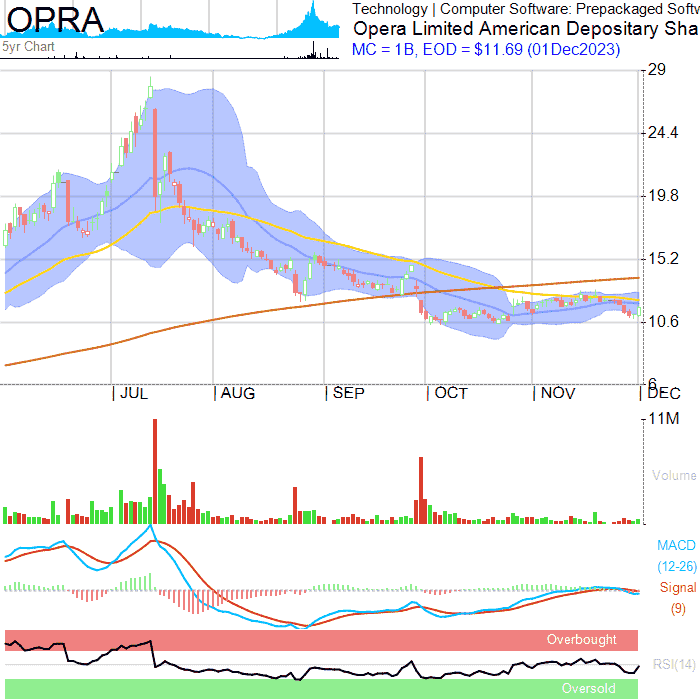 OPRA
5yr Chart
Technology | Computer Software: Prepackaged Softw
Opera Limited American Depositary Sha
MC = 1B, EOD = $11.69 (01Dec2023)
29
24.4
19.8
15.2
10.6
6
JUL
AUG
SEP
OCT
NOV
DEC
11M
Volume
MACD
(12-26)
Signal
(9)
Overbought
RSI(14)
Oversold